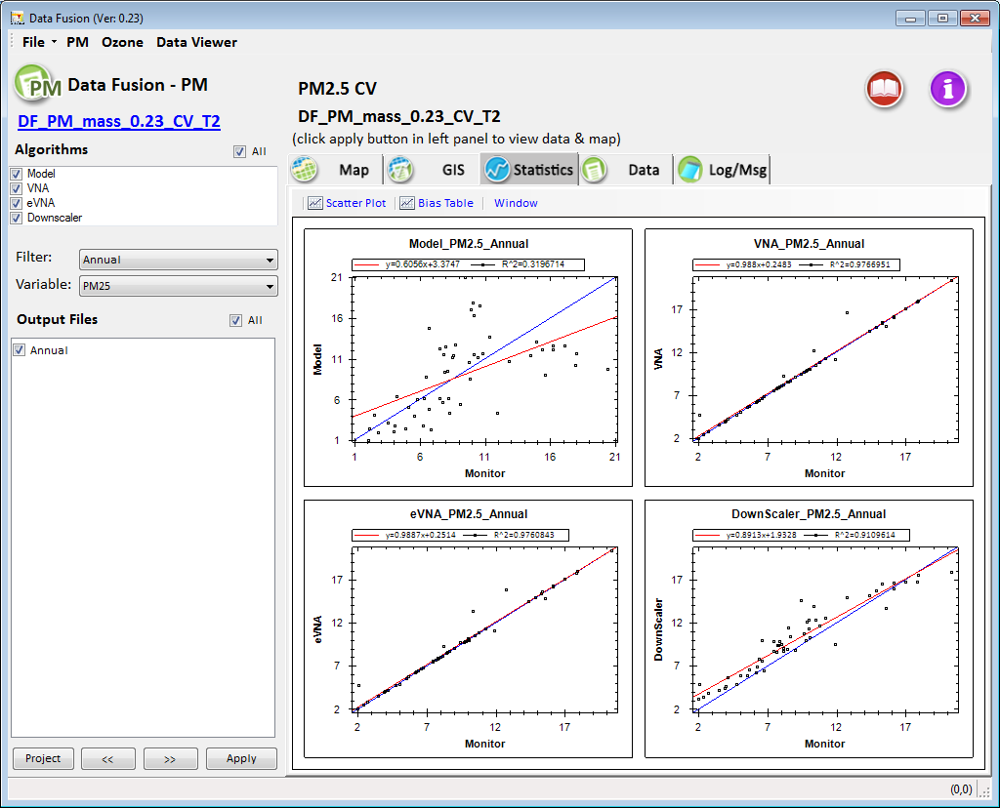 Data Fusion (Ver: 0.23)
File PM Ozone Data Viewer
PM Data Fusion - PM
DF_PM_mass_0.23_CV_T2
Algorithms All
Model
VNA
eVNA
Downscaler
Filter: Annual
Variable: PM25
Output Files All
Annual
Project << >> Apply
PM2.5 CV
DF_PM_mass_0.23_CV_T2
(click apply button in left panel to view data & map)
i
Map GIS Statistics Data Log/Msg
Scatter Plot Bias Table Window
Model_PM2.5_Annual
y=0.6056x+3.3747 R^2=0.3196714
21
16
11
6
1
Model
1 6 11 16 21
Monitor
VNA_PM2.5_Annual
y=0.988x+0.2483 R^2=0.9766951
17
12
7
2
VNA
2 7 12 17
Monitor
eVNA_PM2.5_Annual
y=0.9887x+0.2514 R^2=0.9760843
17
12
7
2
eVNA
2 7 12 17
Monitor
DownScaler_PM2.5_Annual
y=0.8913x+1.9328 R^2=0.9109614
17
12
7
2
DownScaler
2 7 12 17
Monitor
(0,0)